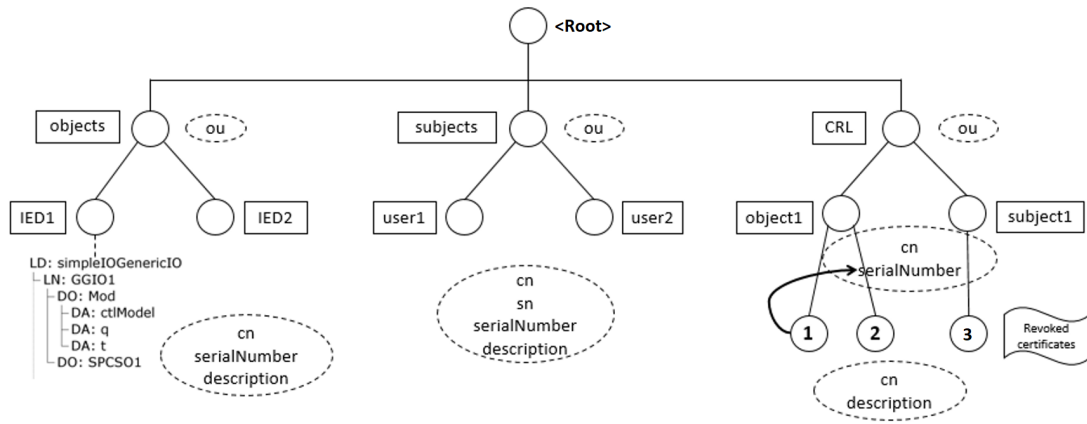 <Root>
objects
ou
subjects
ou
CRL
ou
IED1
IED2
user1
user2
object1
subject1
LD: simpleIOGenericIO
LN: GGIO1
DO: Mod
DA: ctlModel
DA: q
DA: t
DO: SPCSO1
cn
serialNumber
description
cn
sn
serialNumber
description
cn
serialNumber
1
2
3
Revoked
certificates
cn
description